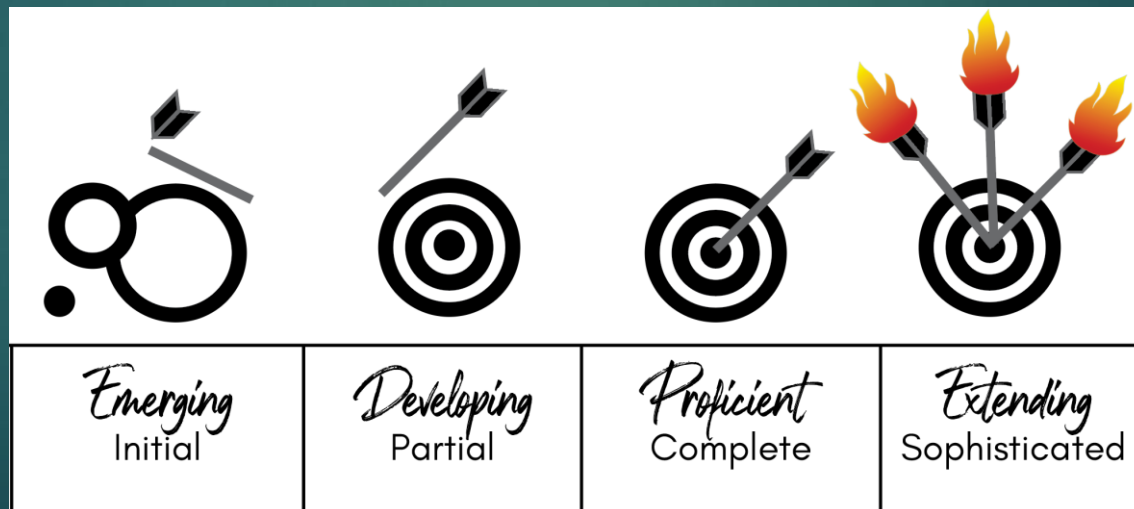 Emerging
Initial
Developing
Partial
Proficient
Complete
Extending
Sophisticated